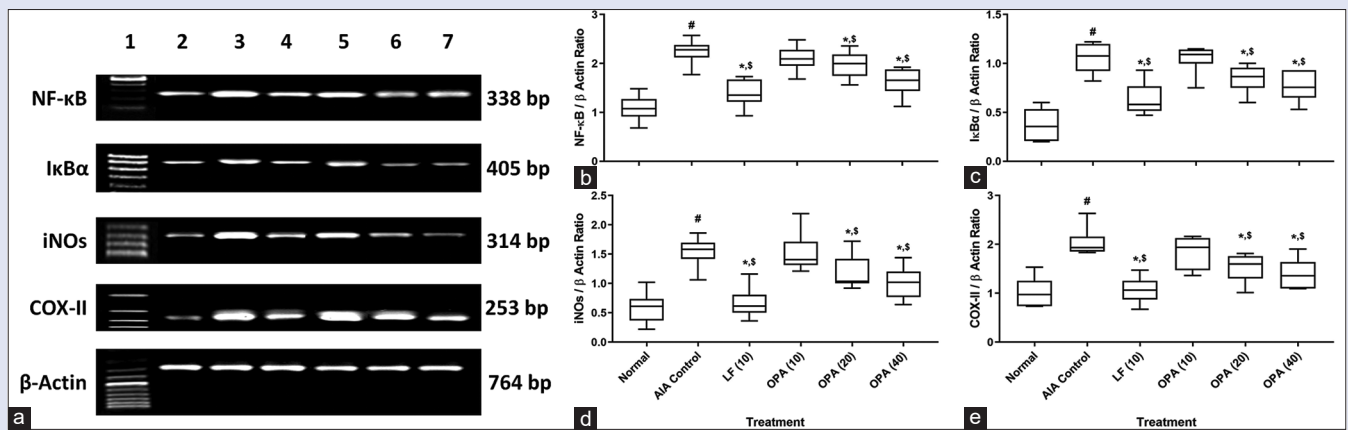 1 2 3 4 5 6 7
NF-κB 338 bp
IκBα 405 bp
iNOs 314 bp
COX-II 253 bp
β-Actin 764 bp
a
NF-κB / β Actin Ratio
3
2
1
0
#
*,$
*,$
*,$
b
IκBα / β Actin Ratio
1.5
1.0
0.5
0.0
#
*,$
*,$
*,$
c
iNOs / β Actin Ratio
2.5
2.0
1.5
1.0
0.5
0.0
#
*,$
*,$
*,$
Normal
AIA Control
LF (10)
OPA (10)
OPA (20)
OPA (40)
Treatment
d
COX-II / β Actin Ratio
3
2
1
0
#
*,$
*,$
*,$
Normal
AIA Control
LF (10)
OPA (10)
OPA (20)
OPA (40)
Treatment
e